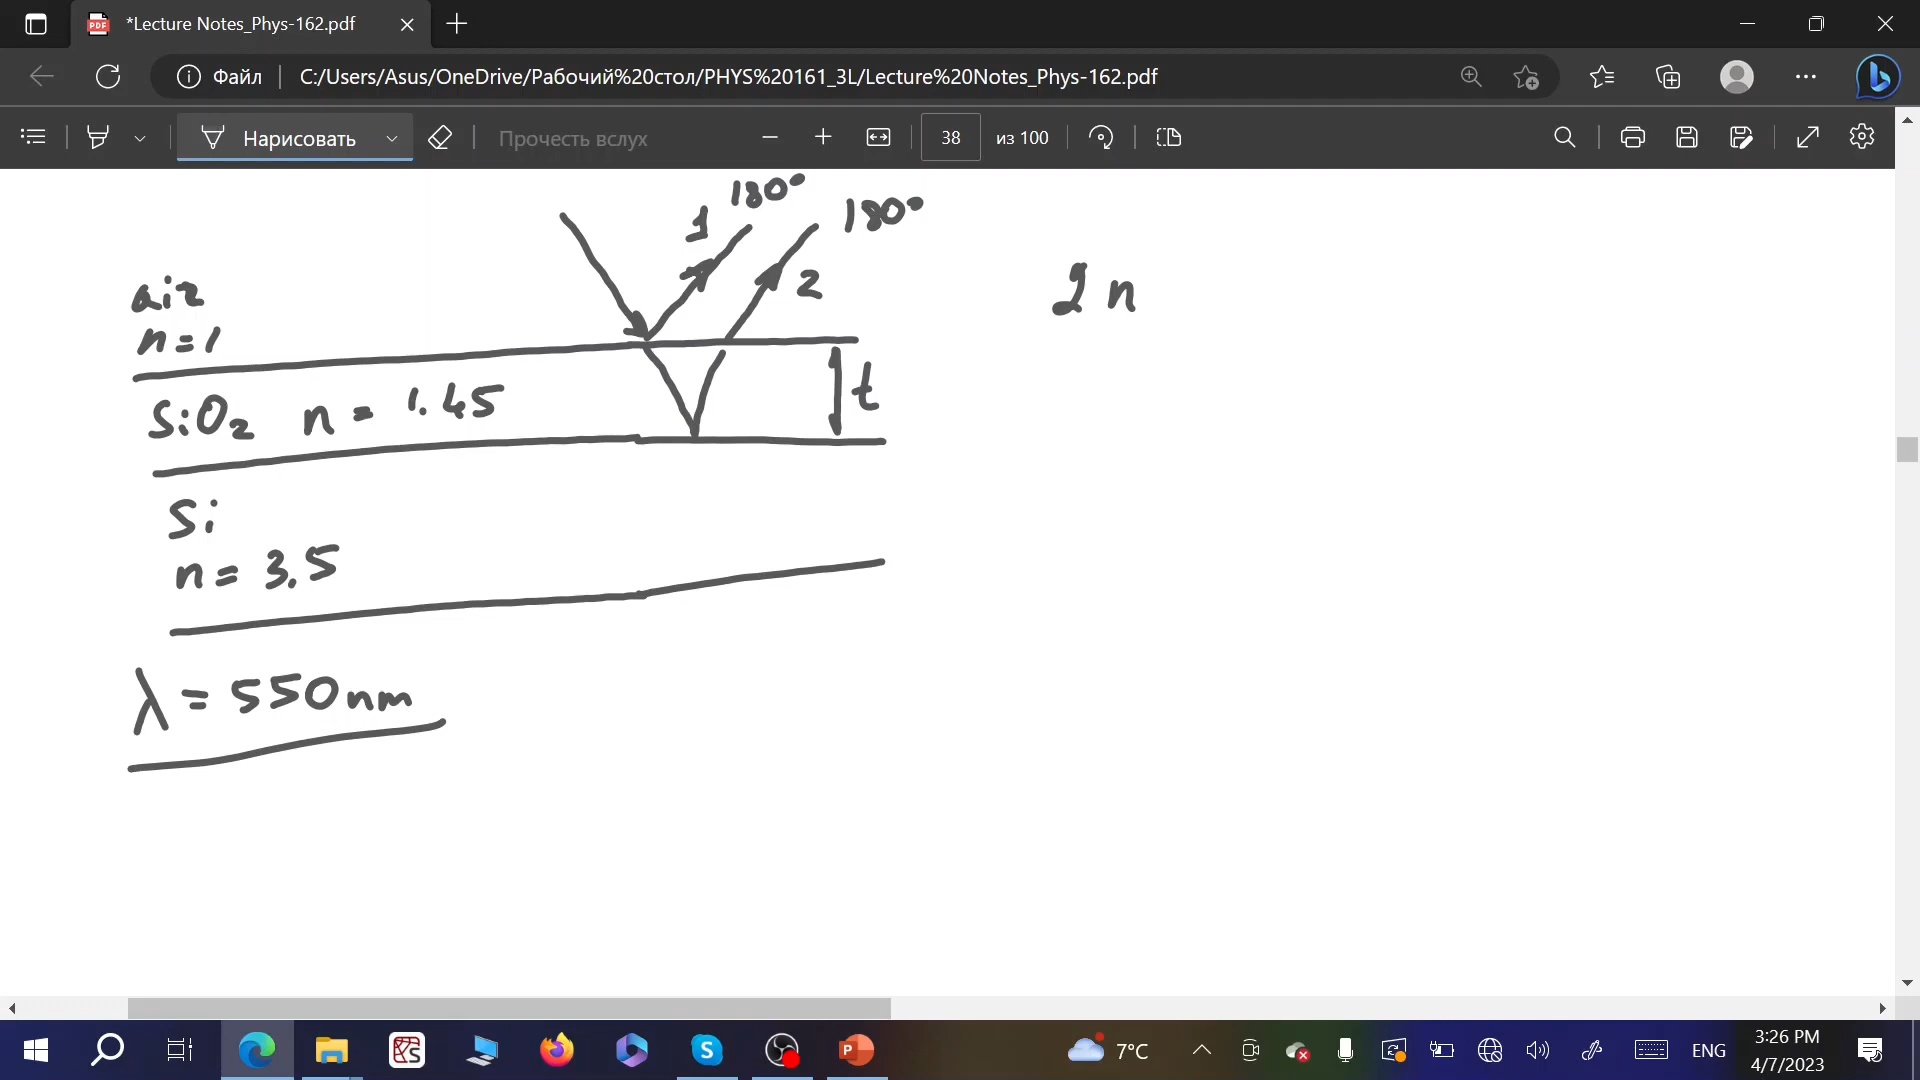 *Lecture Notes_Phys-162.pdf
Файл
C:/Users/Asus/OneDrive/Рабочий%20стол/PHYS%20161_3L/Lecture%20Notes_Phys-162.pdf
Нарисовать
Прочесть вслух
38
из 100
180°
1
180°
2
air
n=1
2 n
SiO₂ n = 1.45
t
Si
n = 3.5
λ = 550nm
7°C
ENG
3:26 PM
4/7/2023